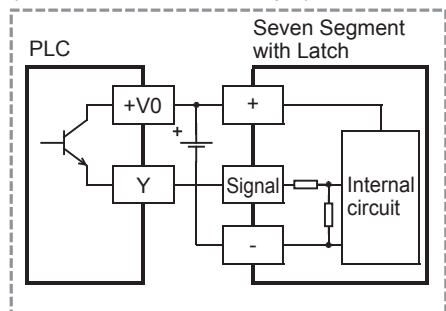 PLC
Seven Segment
with Latch
+V0
+
+
Y
Signal
Internal
circuit
-